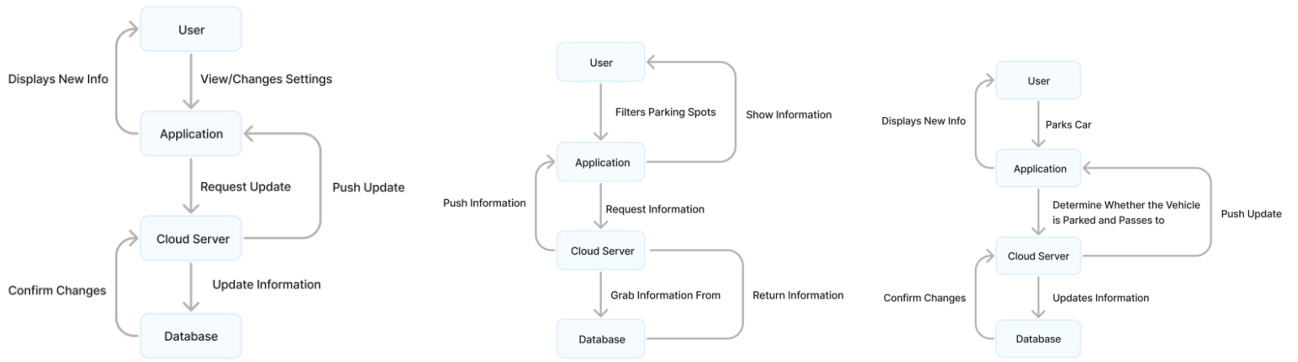 User
Displays New Info
View/Changes Settings
Application
Request Update
Push Update
Cloud Server
Confirm Changes
Update Information
Database
User
Filters Parking Spots
Show Information
Application
Push Information
Request Information
Cloud Server
Grab Information From
Return Information
Database
User
Displays New Info
Parks Car
Application
Determine Whether the Vehicle
is Parked and Passes to
Push Update
Cloud Server
Confirm Changes
Updates Information
Database